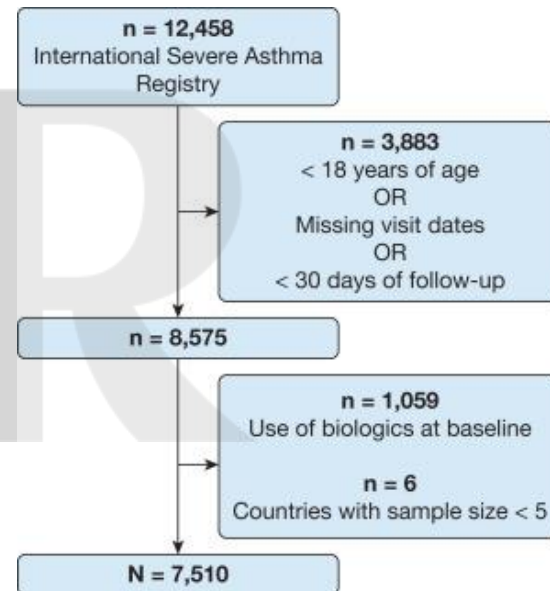 n = 12,458
International Severe Asthma
Registry
n = 3,883
< 18 years of age
OR
Missing visit dates
OR
< 30 days of follow-up
n = 8,575
n = 1,059
Use of biologics at baseline
n = 6
Countries with sample size < 5
N = 7,510
R